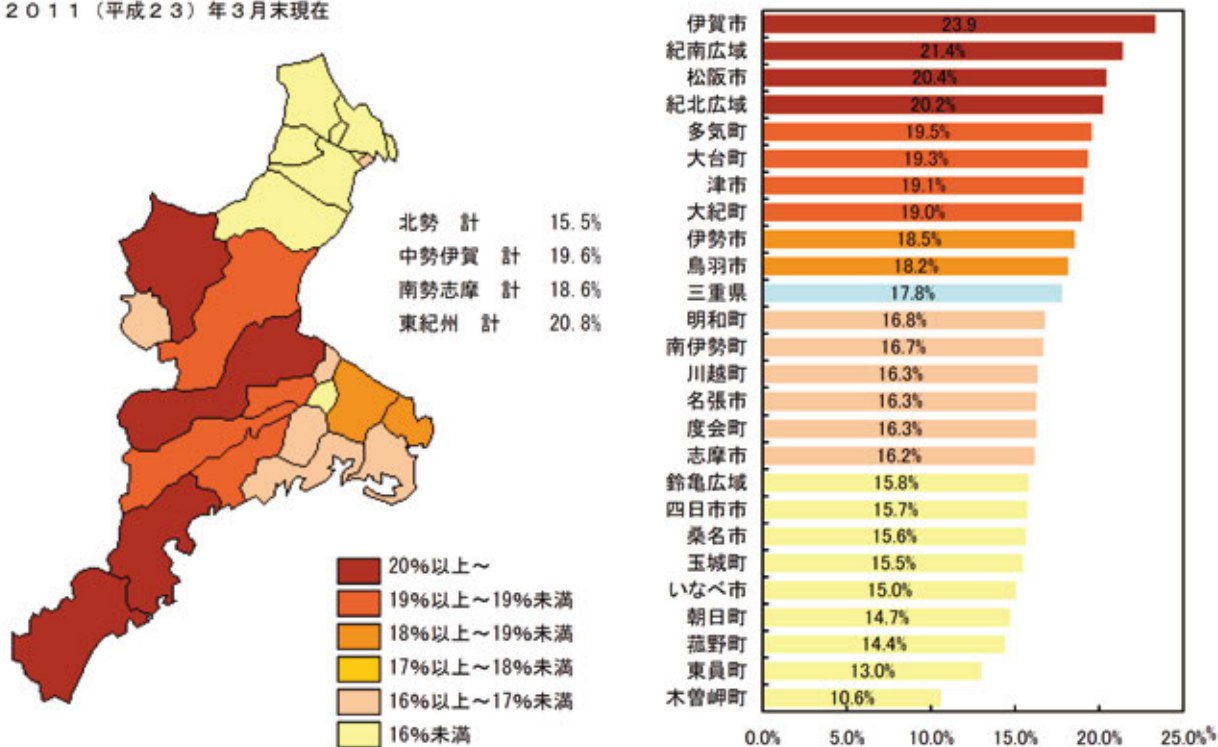 ２０１１（平成２３）年３月末現在
北勢 計 15.5%
中勢伊賀 計 19.6%
南勢志摩 計 18.6%
東紀州 計 20.8%
20%以上～
19%以上～19%未満
18%以上～19%未満
17%以上～18%未満
16%以上～17%未満
16%未満
伊賀市 23.9
紀南広域 21.4%
松阪市 20.4%
紀北広域 20.2%
多気町 19.5%
大台町 19.3%
津市 19.1%
大紀町 19.0%
伊勢市 18.5%
鳥羽市 18.2%
三重県 17.8%
明和町 16.8%
南伊勢町 16.7%
川越町 16.3%
名張市 16.3%
度会町 16.3%
志摩市 16.2%
鈴亀広域 15.8%
四日市市 15.7%
桑名市 15.6%
玉城町 15.5%
いなべ市 15.0%
朝日町 14.7%
菰野町 14.4%
東員町 13.0%
木曽岬町 10.6%
0.0% 5.0% 10.0% 15.0% 20.0% 25.0%